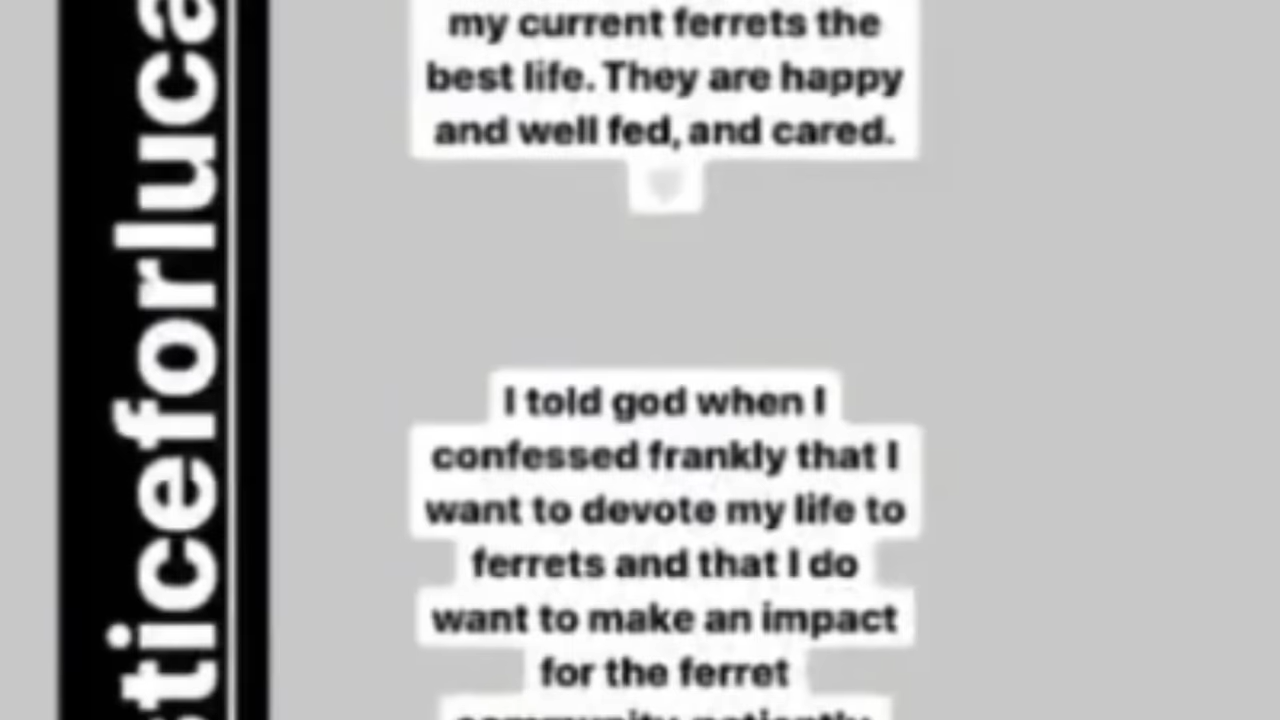 sticeforluca
my current ferrets the
best life. They are happy
and well fed, and cared.
I told god when I
confessed frankly that I
want to devote my life to
ferrets and that I do
want to make an impact
for the ferret
community, patiently